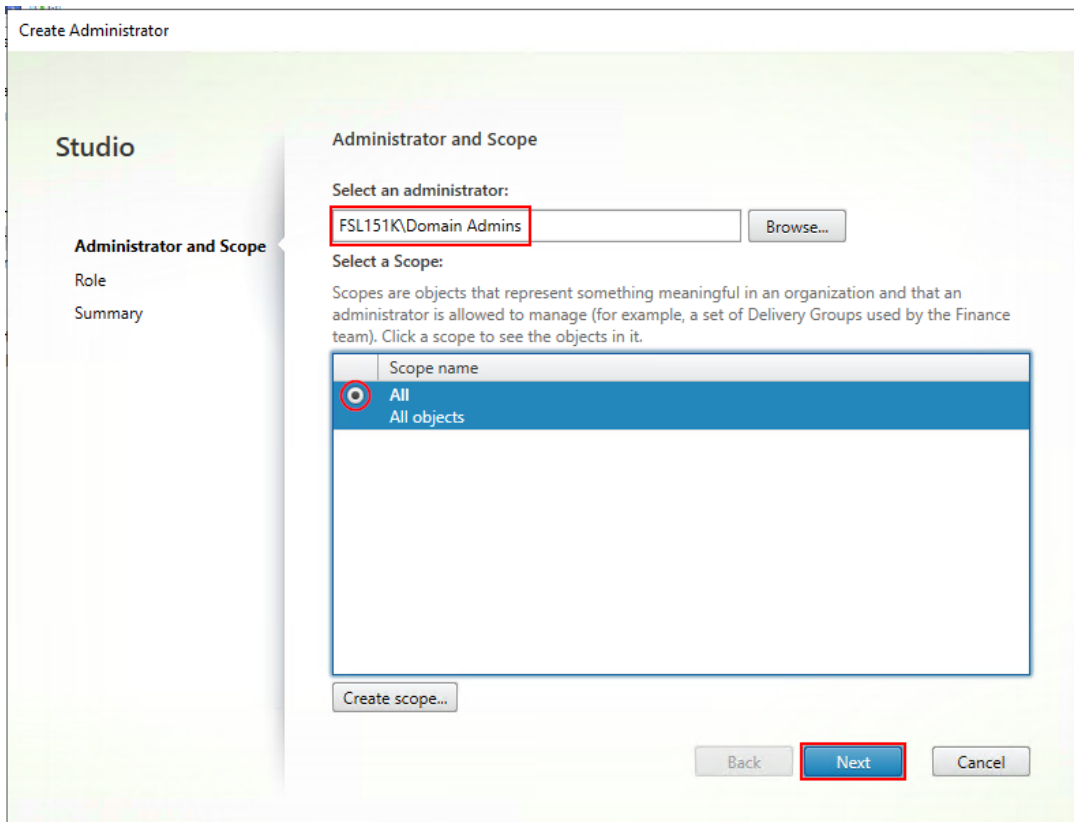 Create Administrator
Studio
Administrator and Scope
Role
Summary
Administrator and Scope
Select an administrator:
FSL151K\Domain Admins
Browse...
Select a Scope:
Scopes are objects that represent something meaningful in an organization and that an
administrator is allowed to manage (for example, a set of Delivery Groups used by the Finance
team). Click a scope to see the objects in it.
Scope name
All
All objects
Create scope...
Back
Next
Cancel